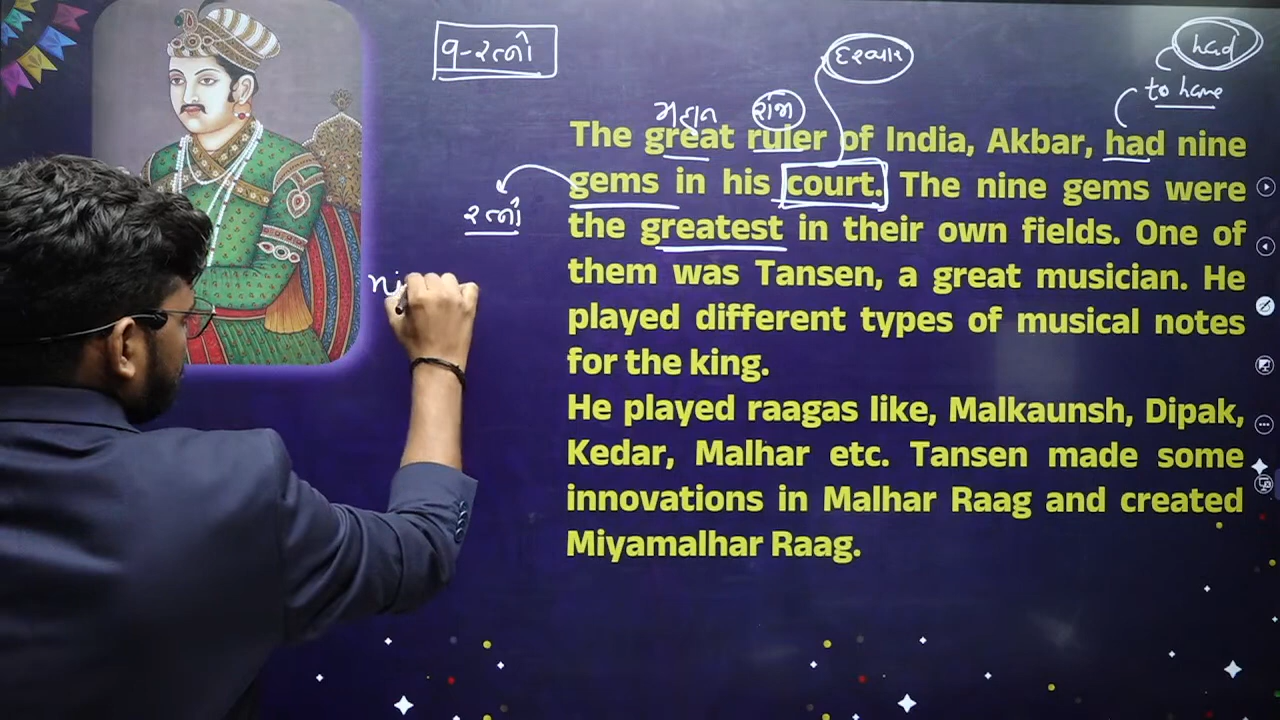 ૧-રત્નો
દરબાર
had
to have
મહાન
રાજા
The great ruler of India, Akbar, had nine
gems in his court. The nine gems were
the greatest in their own fields. One of
them was Tansen, a great musician. He
played different types of musical notes
for the king.
He played raagas like, Malkaunsh, Dipak,
Kedar, Malhar etc. Tansen made some
innovations in Malhar Raag and created
Miyamalhar Raag.
રત્નો
ni